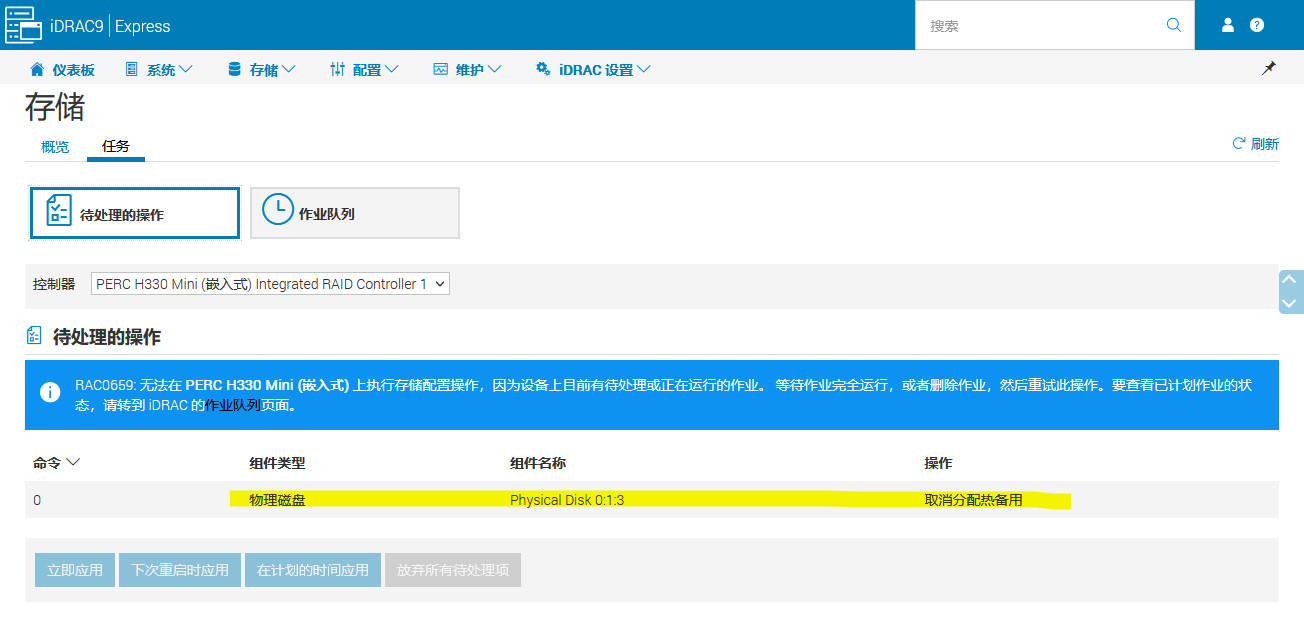 iDRAC9 | Express
搜索
仪表板 系统 存储 配置 维护 iDRAC 设置
存储
概览 任务 刷新
待处理的操作 作业队列
控制器 PERC H330 Mini (嵌入式) Integrated RAID Controller 1
待处理的操作
RAC0659: 无法在 PERC H330 Mini (嵌入式) 上执行存储配置操作，因为设备上目前有待处理或正在运行的作业。 等待作业完全运行，或者删除作业，然后重试此操作。要查看已计划作业的状
态，请转到 iDRAC 的作业队列页面。
命令 组件类型 组件名称 操作
0 物理磁盘 Physical Disk 0:1:3 取消分配热备用
立即应用 下次重启时应用 在计划的时间应用 放弃所有待处理项